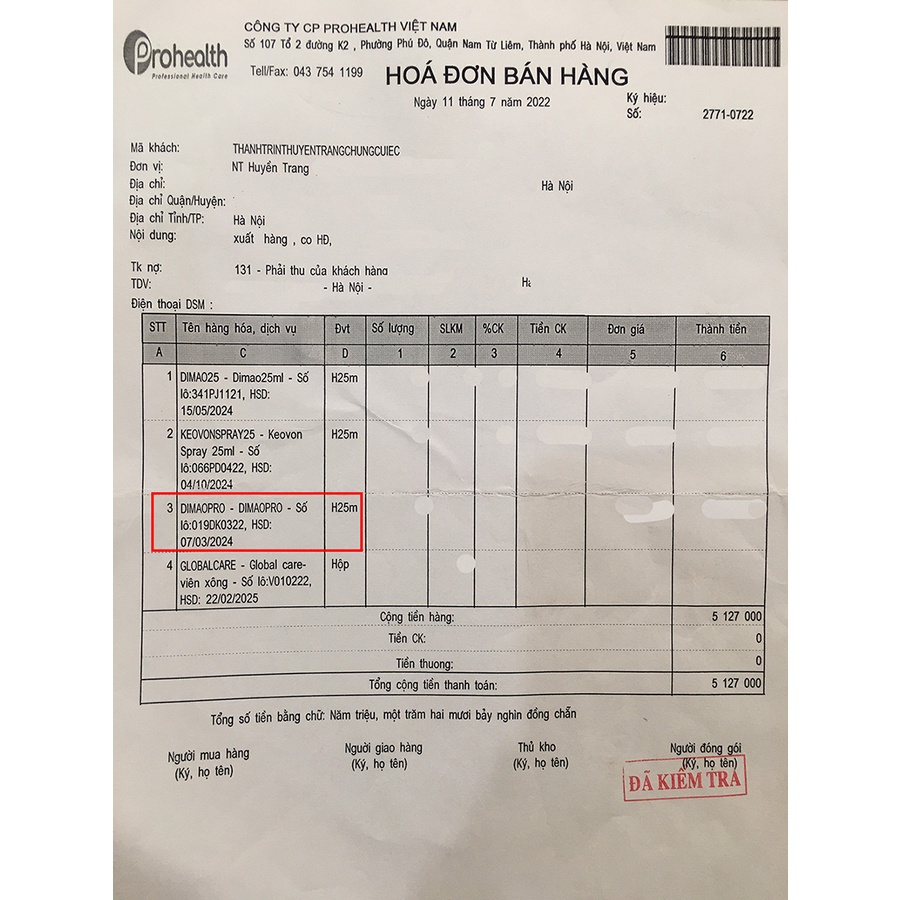 CÔNG TY CP PROHEALTH VIỆT NAM
Số 107 Tổ 2 đường K2 , Phường Phú Đô, Quận Nam Từ Liêm, Thành phố Hà Nội, Việt Nam
Prohealth
Professional Health Care
Tell/Fax: 043 754 1199
HOÁ ĐƠN BÁN HÀNG
Ngày 11 tháng 7 năm 2022
Ký hiệu:
Số: 2771-0722
Mã khách: THANHTRINTHUYENTRANGCHUNGCUIEC
Đơn vị: NT Huyền Trang
Địa chỉ: Hà Nội
Địa chỉ Quận/Huyện:
Địa chỉ Tỉnh/TP: Hà Nội
Nội dung: xuất hàng , co HĐ,
Tk nợ: 131 - Phải thu của khách hàng
TDV: - Hà Nội -
Điện thoại DSM :
STT Tên hàng hóa, dịch vụ Đvt Số lượng SLKM %CK Tiền CK Đơn giá Thành tiền
A C D 1 2 3 4 5 6
1 DIMAO25 - Dimao25ml - Số H25m
lô:341PJ1121, HSD:
15/05/2024
2 KEOVONSPRAY25 - Keovon H25m
Spray 25ml - Số
lô:066PD0422, HSD:
04/10/2024
3 DIMAOPRO - DIMAOPRO - Số H25m
lô:019DK0322, HSD:
07/03/2024
4 GLOBALCARE - Global care- Hộp
viên xông - Số lô:V010222,
HSD: 22/02/2025
Cộng tiền hàng: 5 127 000
Tiền CK: 0
Tiền thuong: 0
Tổng cộng tiền thanh toán: 5 127 000
Tổng số tiền bằng chữ: Năm triệu, một trăm hai mươi bảy nghìn đồng chẵn
Người mua hàng Người giao hàng Thủ kho Người đóng gói
(Ký, họ tên) (Ký, họ tên) (Ký, họ tên) (Ký, họ tên)
ĐÃ KIỂM TRA